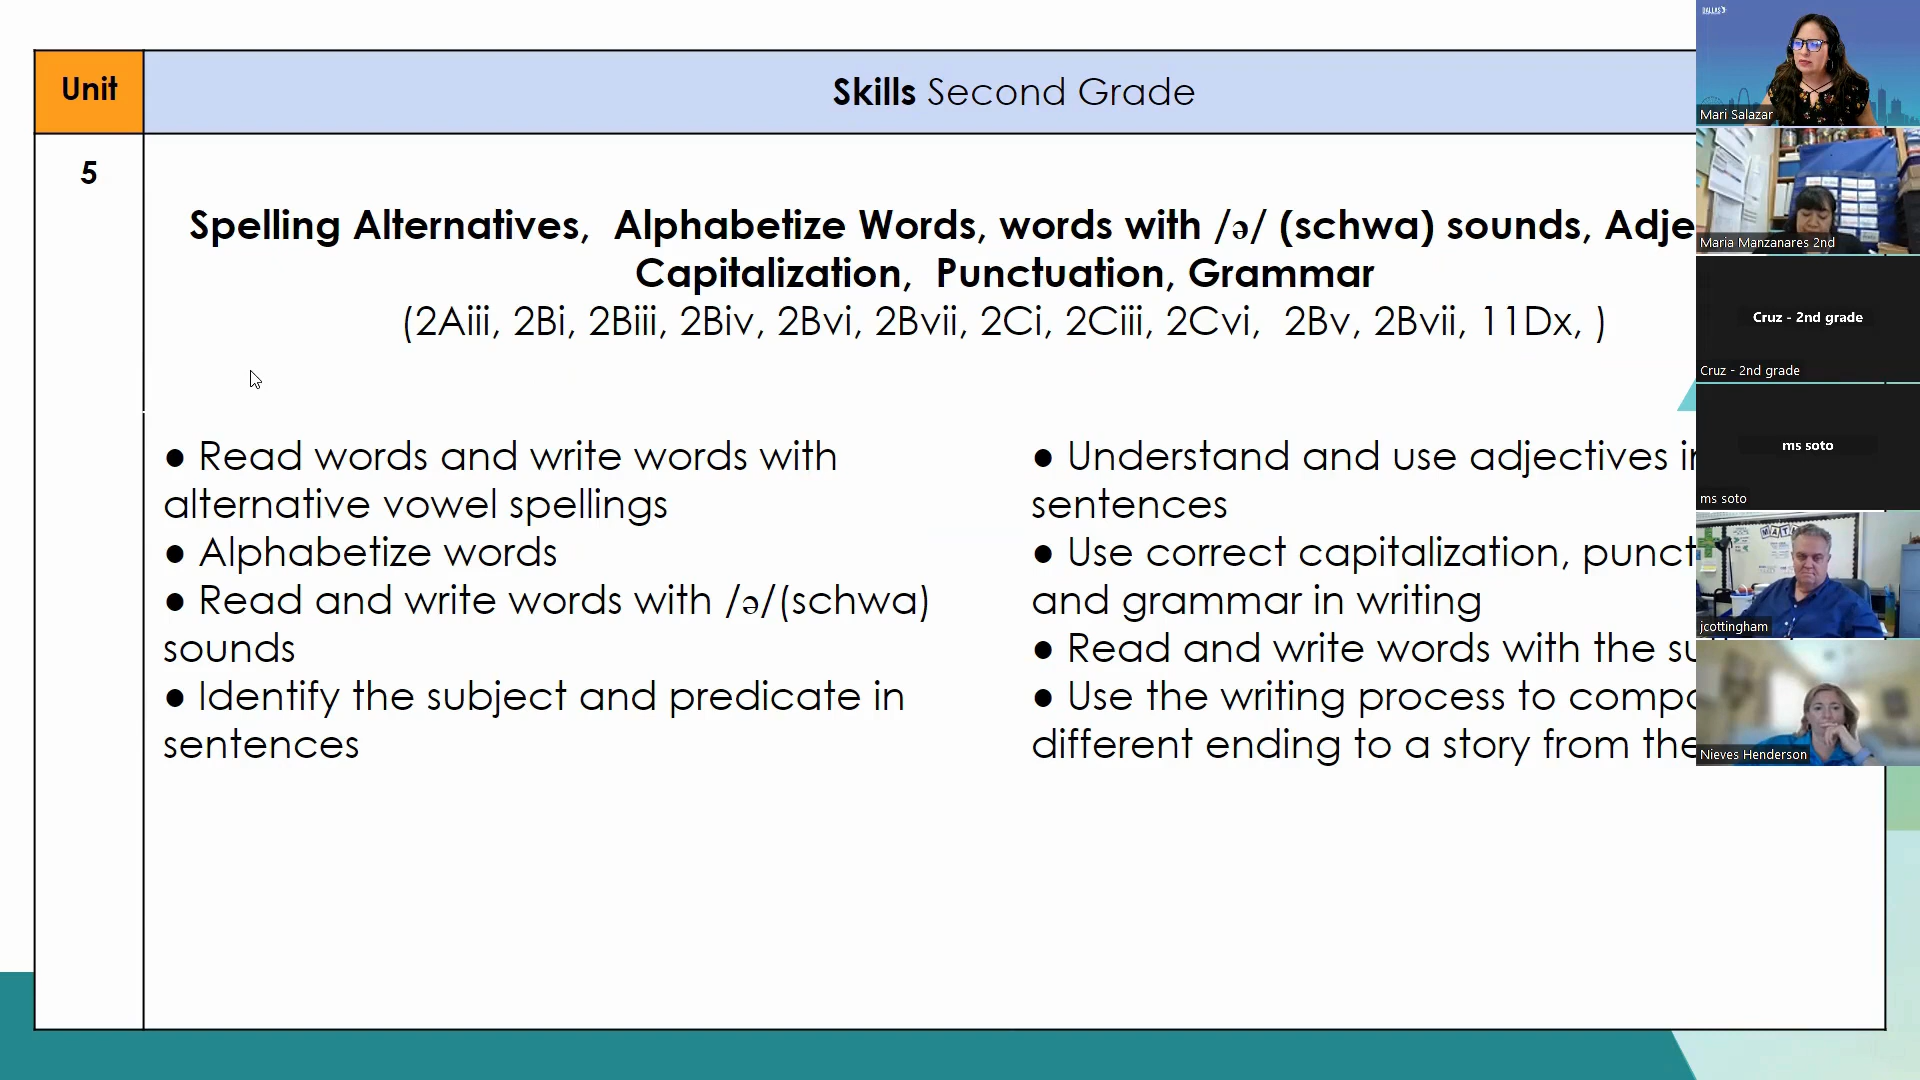 Unit
Skills Second Grade
5
Spelling Alternatives, Alphabetize Words, words with /ə/ (schwa) sounds, Adje
Capitalization, Punctuation, Grammar
(2Aiii, 2Bi, 2Biii, 2Biv, 2Bvi, 2Bvii, 2Ci, 2Ciii, 2Cvi, 2Bv, 2Bvii, 11Dx, )
● Read words and write words with
alternative vowel spellings
● Alphabetize words
● Read and write words with /ə/(schwa)
sounds
● Identify the subject and predicate in
sentences
● Understand and use adjectives in
sentences
● Use correct capitalization, punct
and grammar in writing
● Read and write words with the su
● Use the writing process to compo
different ending to a story from the
DALLAS
Mari Salazar
Maria Manzanares 2nd
Cruz - 2nd grade
Cruz - 2nd grade
ms soto
ms soto
MAT
jcottingham
Nieves Henderson